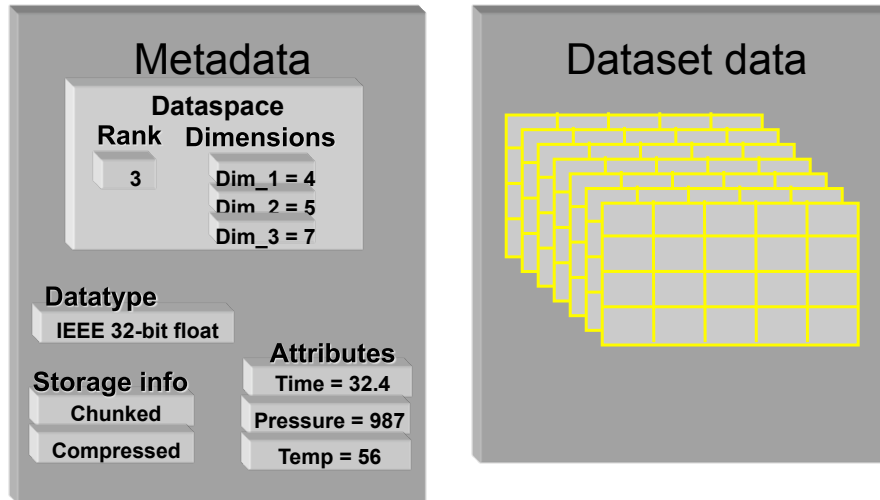 Metadata
Dataspace
Rank Dimensions
3
Dim_1 = 4
Dim_2 = 5
Dim_3 = 7
Datatype
IEEE 32-bit float
Attributes
Time = 32.4
Pressure = 987
Temp = 56
Storage info
Chunked
Compressed
Dataset data